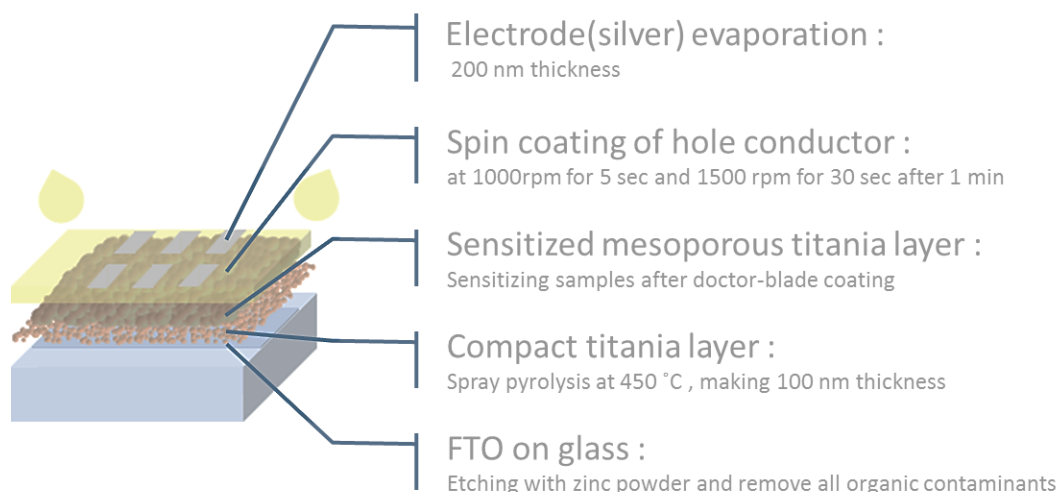 Electrode(silver) evaporation :
200 nm thickness
Spin coating of hole conductor :
at 1000rpm for 5 sec and 1500 rpm for 30 sec after 1 min
Sensitized mesoporous titania layer :
Sensitizing samples after doctor-blade coating
Compact titania layer :
Spray pyrolysis at 450 ˚C , making 100 nm thickness
FTO on glass :
Etching with zinc powder and remove all organic contaminants